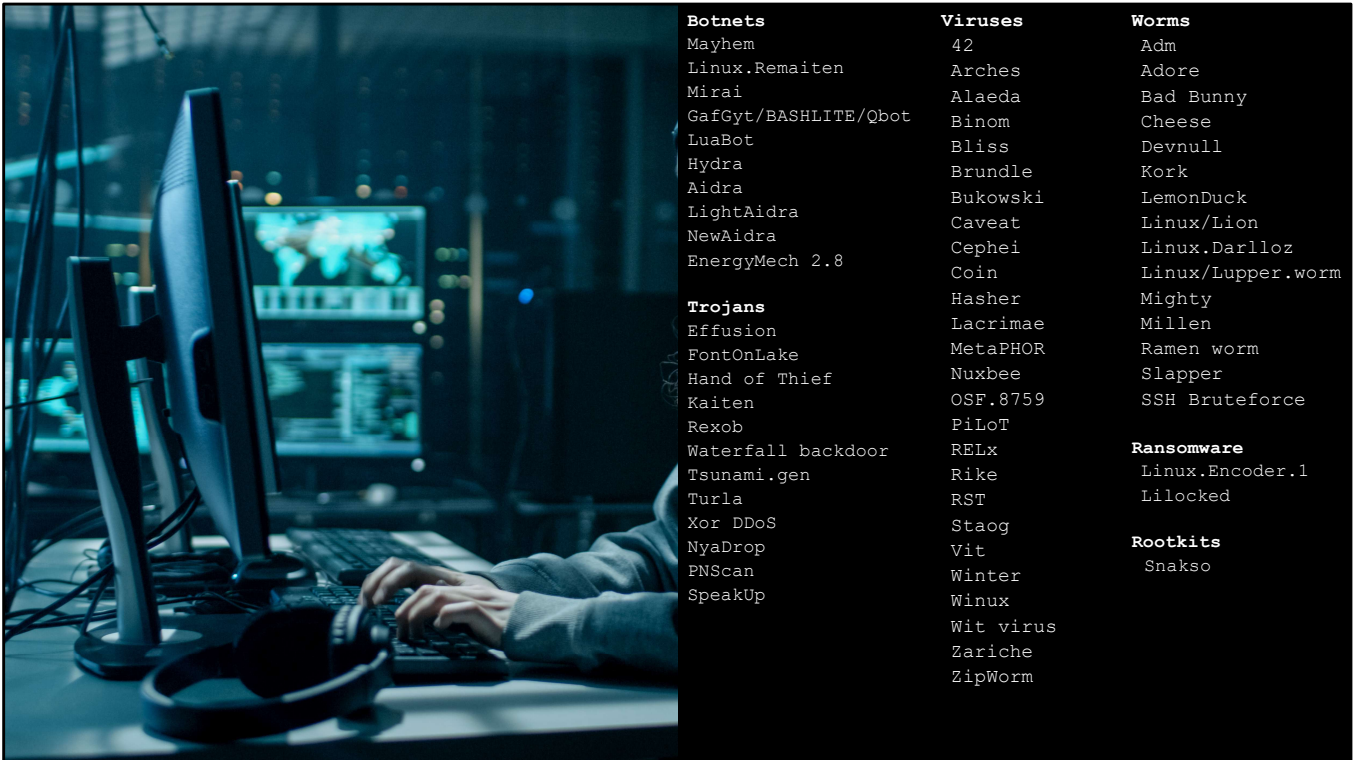 Botnets
Mayhem
Linux.Remaiten
Mirai
GafGyt/BASHLITE/Qbot
LuaBot
Hydra
Aidra
LightAidra
NewAidra
EnergyMech 2.8
Trojans
Effusion
FontOnLake
Hand of Thief
Kaiten
Rexob
Waterfall backdoor
Tsunami.gen
Turla
Xor DDoS
NyaDrop
PNScan
SpeakUp
Viruses
42
Arches
Alaeda
Binom
Bliss
Brundle
Bukowski
Caveat
Cephei
Coin
Hasher
Lacrimae
MetaPHOR
Nuxbee
OSF.8759
PiLoT
RELx
Rike
RST
Staog
Vit
Winter
Winux
Wit virus
Zariche
ZipWorm
Worms
Adm
Adore
Bad Bunny
Cheese
Devnull
Kork
LemonDuck
Linux/Lion
Linux.Darlloz
Linux/Lupper.worm
Mighty
Millen
Ramen worm
Slapper
SSH Bruteforce
Ransomware
Linux.Encoder.1
Lilocked
Rootkits
Snakso